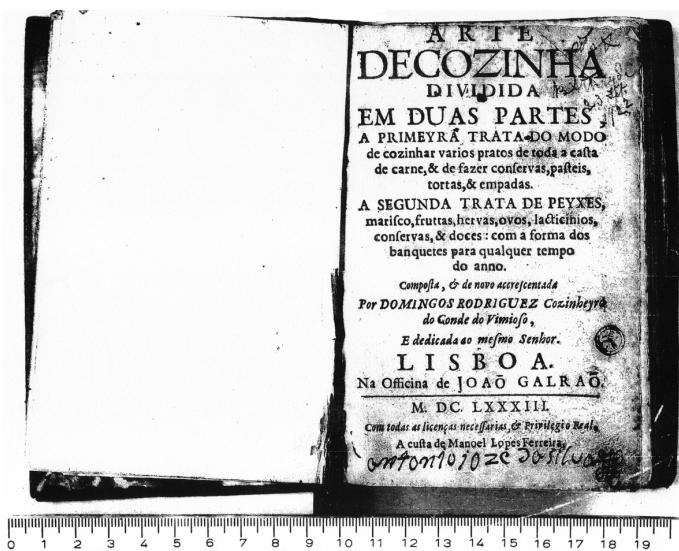 ARTE
DECOZINHA
DIVIDIDA
EM DUAS PARTES,
A PRIMEYRA TRATA DO MODO
de cozinhar varios pratos de toda a casta
de carne, & de fazer conservas, pasteis,
tortas, & empadas.
A SEGUNDA TRATA DE PEYXES,
marisco, fruttas, hervas, ovos, lacticinios,
conservas, & doces: com a forma dos
banquetes para qualquer tempo
do anno.
Composta, & de novo accrescentada
Por DOMINGOS RODRIGUEZ Cozinheyro
do Conde do Vimioso,
E dedicada ao mesmo Senhor.
LISBOA.
Na Officina de JOAÕ GALRAÕ.
M. DC. LXXXIII.
Com todas as licenças necessarias, & Privilegio Real.
A custa de Manoel Lopes Ferreira.
antonio joze da silva
0 1 2 3 4 5 6 7 8 9 10 11 12 13 14 15 16 17 18 19